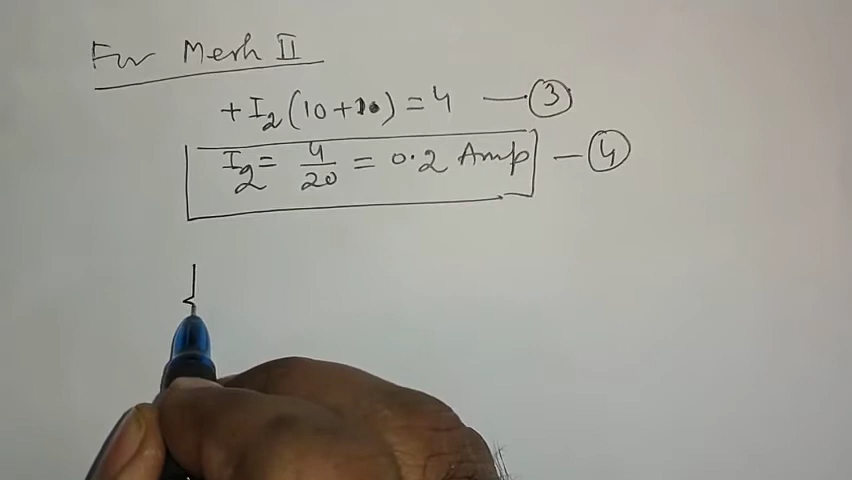 For Mesh II
+I₂(10+10)=4 — ③
I₂ = 4/20 = 0.2 Amp — ④